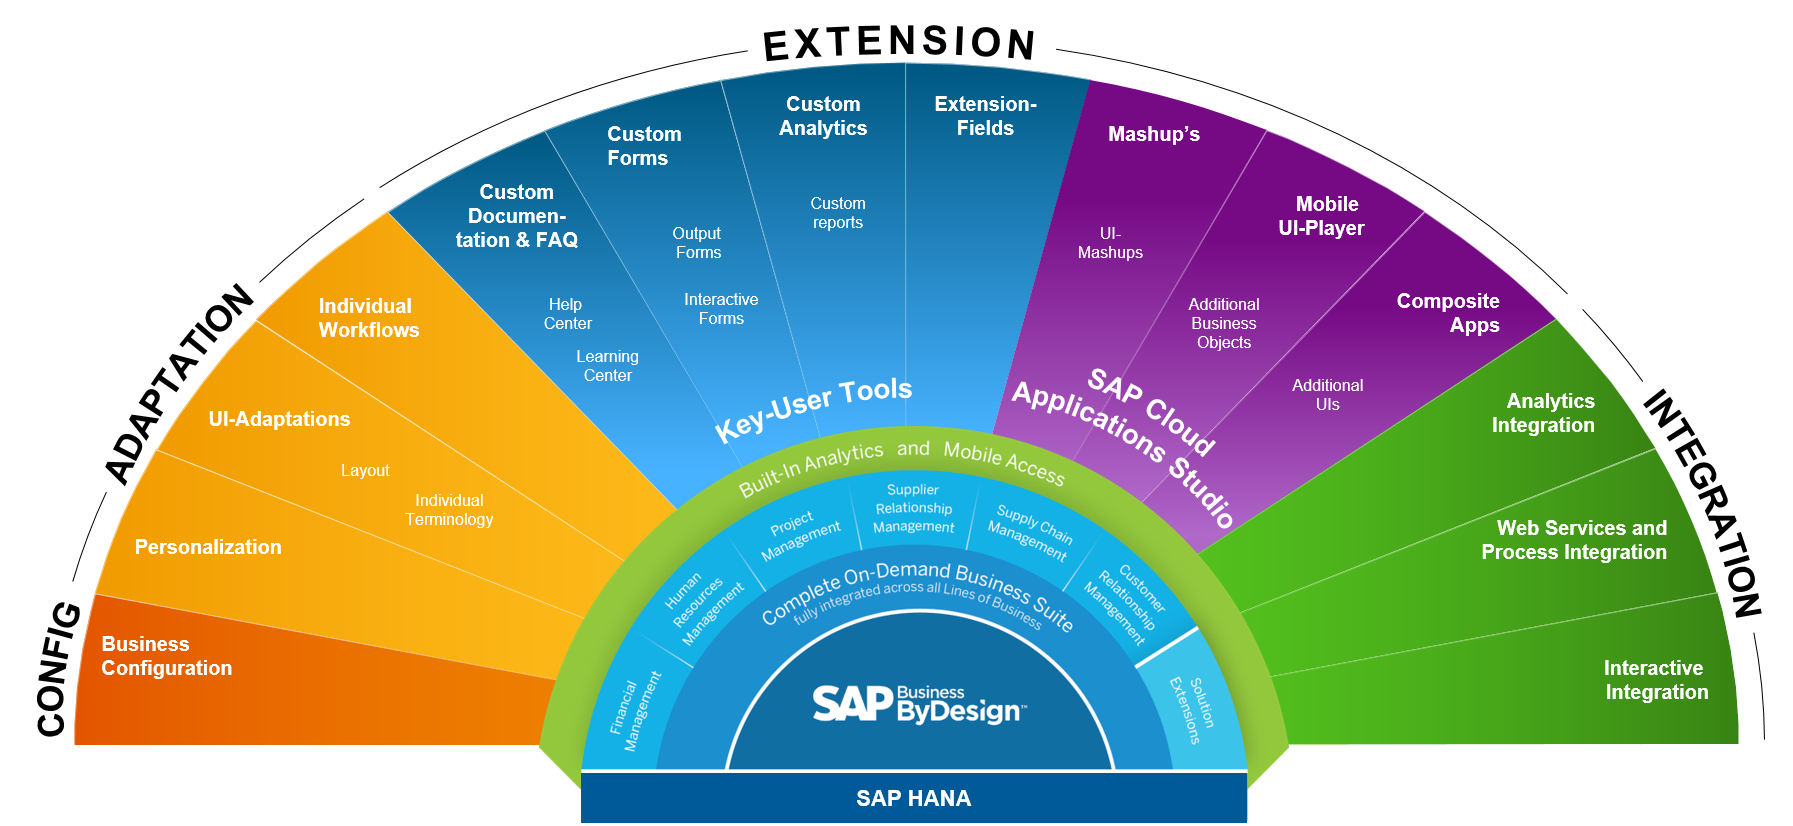 EXTENSION
ADAPTATION
CONFIG
INTEGRATION
Business
Configuration
Personalization
UI-Adaptations
Layout
Individual
Terminology
Individual
Workflows
Custom
Documen-
tation & FAQ
Help
Center
Learning
Center
Custom
Forms
Output
Forms
Interactive
Forms
Custom
Analytics
Custom
reports
Extension-
Fields
Key-User Tools
Mashup’s
UI-
Mashups
Mobile
UI-Player
Additional
Business
Objects
Composite
Apps
Additional
UIs
SAP Cloud
Applications Studio
Analytics
Integration
Web Services and
Process Integration
Interactive
Integration
Built-In Analytics and Mobile Access
Financial
Management
Human
Resources
Management
Project
Management
Supplier
Relationship
Management
Supply Chain
Management
Customer
Relationship
Management
Solution
Extensions
Complete On-Demand Business Suite
fully integrated across all Lines of Business
SAP Business
ByDesign™
SAP HANA